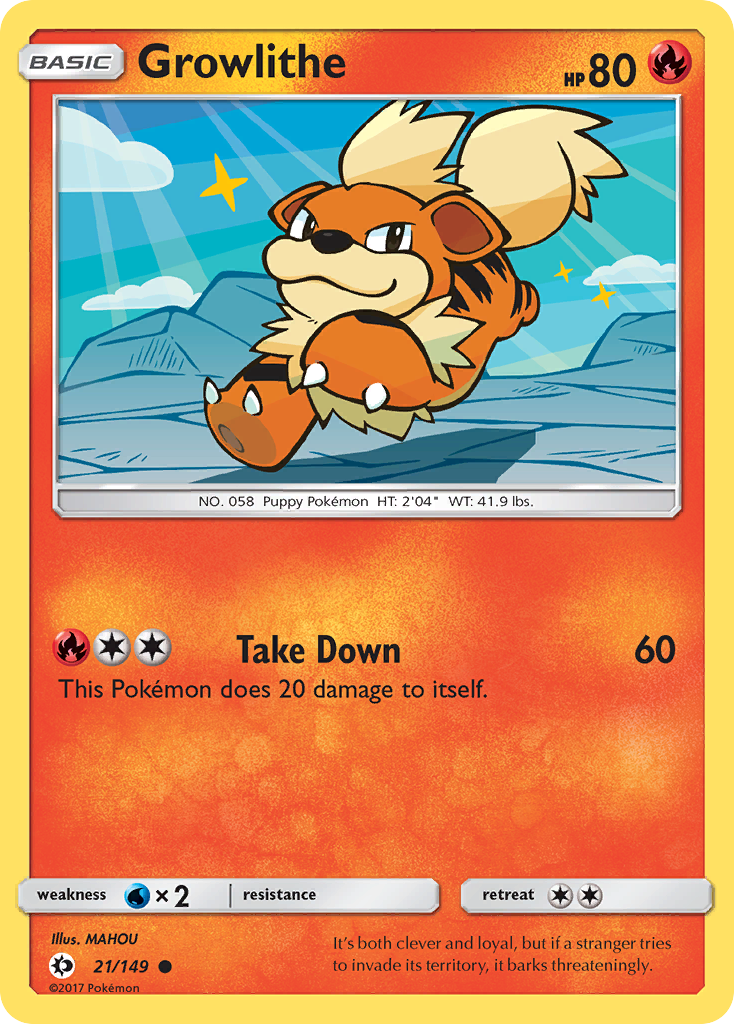 BASIC Growlithe HP 80
NO. 058 Puppy Pokémon HT: 2'04" WT: 41.9 lbs.
Take Down 60
This Pokémon does 20 damage to itself.
weakness × 2 resistance retreat
Illus. MAHOU
21/149
©2017 Pokémon
It's both clever and loyal, but if a stranger tries
to invade its territory, it barks threateningly.